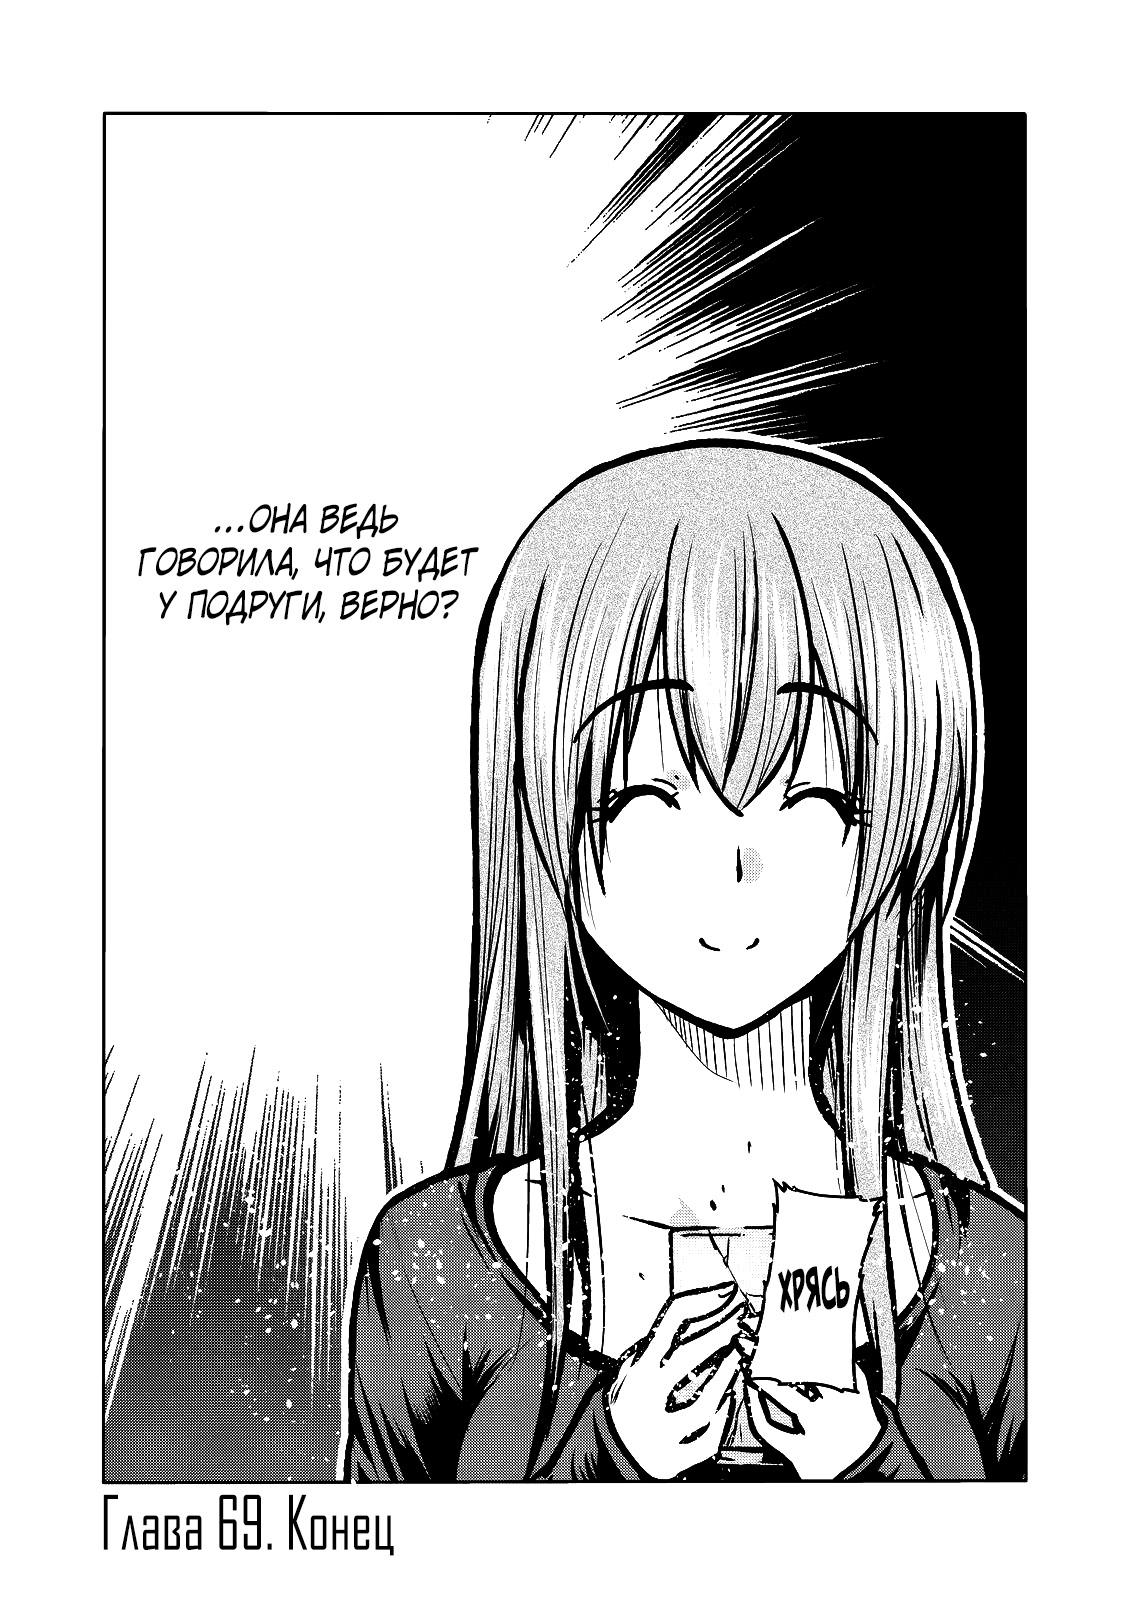 ...ОНА ВЕДЬ
ГОВОРИЛА, ЧТО БУДЕТ
У ПОДРУГИ, ВЕРНО?
ХРЯСЬ
Глава 69. Конец